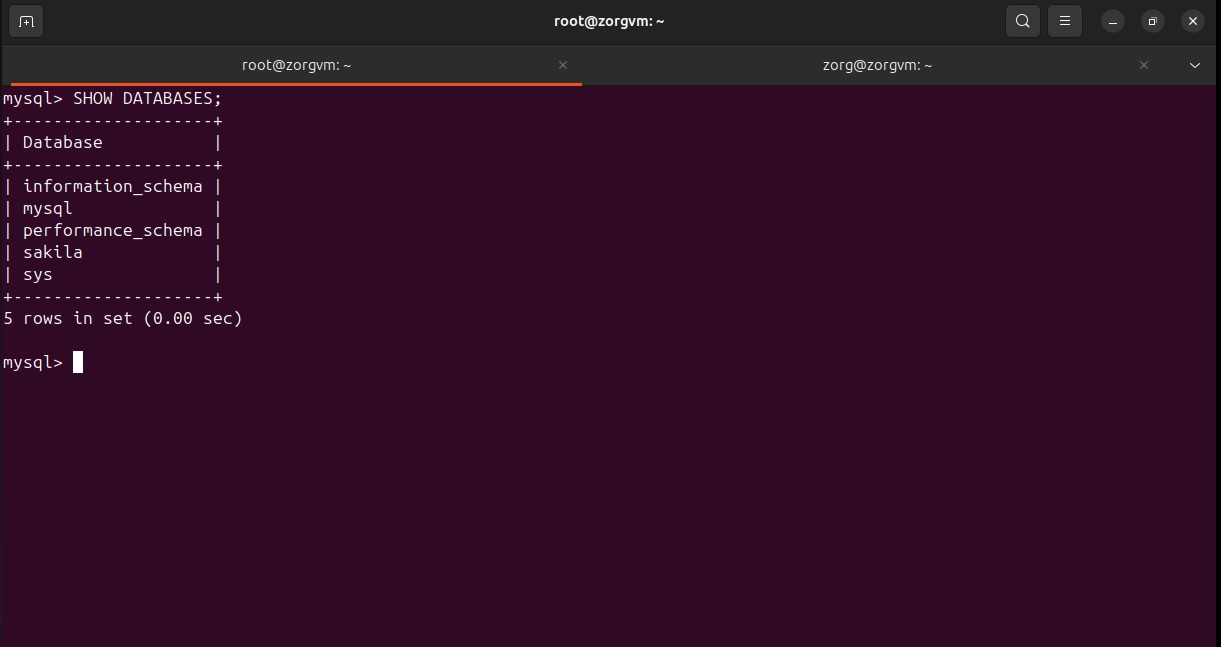 root@zorgvm: ~
root@zorgvm: ~
zorg@zorgvm: ~
mysql> SHOW DATABASES;
+--------------------+
| Database           |
+--------------------+
| information_schema |
| mysql              |
| performance_schema |
| sakila             |
| sys                |
+--------------------+
5 rows in set (0.00 sec)
mysql>